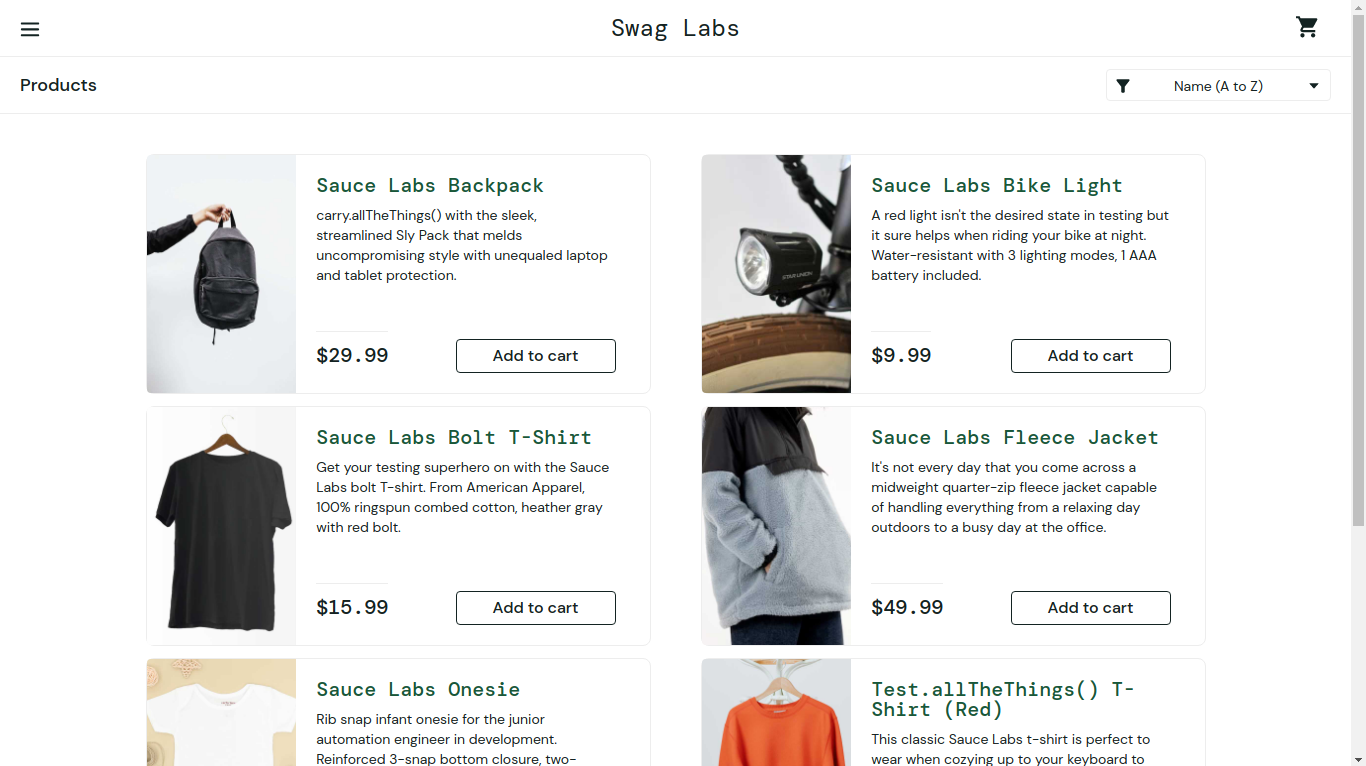 Swag Labs
Products
Name (A to Z)
Sauce Labs Backpack
carry.allTheThings() with the sleek,
streamlined Sly Pack that melds
uncompromising style with unequaled laptop
and tablet protection.
$29.99
Add to cart
Sauce Labs Bike Light
A red light isn't the desired state in testing but
it sure helps when riding your bike at night.
Water-resistant with 3 lighting modes, 1 AAA
battery included.
$9.99
Add to cart
STAR UNION
Sauce Labs Bolt T-Shirt
Get your testing superhero on with the Sauce
Labs bolt T-shirt. From American Apparel,
100% ringspun combed cotton, heather gray
with red bolt.
$15.99
Add to cart
Sauce Labs Fleece Jacket
It's not every day that you come across a
midweight quarter-zip fleece jacket capable
of handling everything from a relaxing day
outdoors to a busy day at the office.
$49.99
Add to cart
Sauce Labs Onesie
Rib snap infant onesie for the junior
automation engineer in development.
Reinforced 3-snap bottom closure, two-
Test.allTheThings() T-
Shirt (Red)
This classic Sauce Labs t-shirt is perfect to
wear when cozying up to your keyboard to